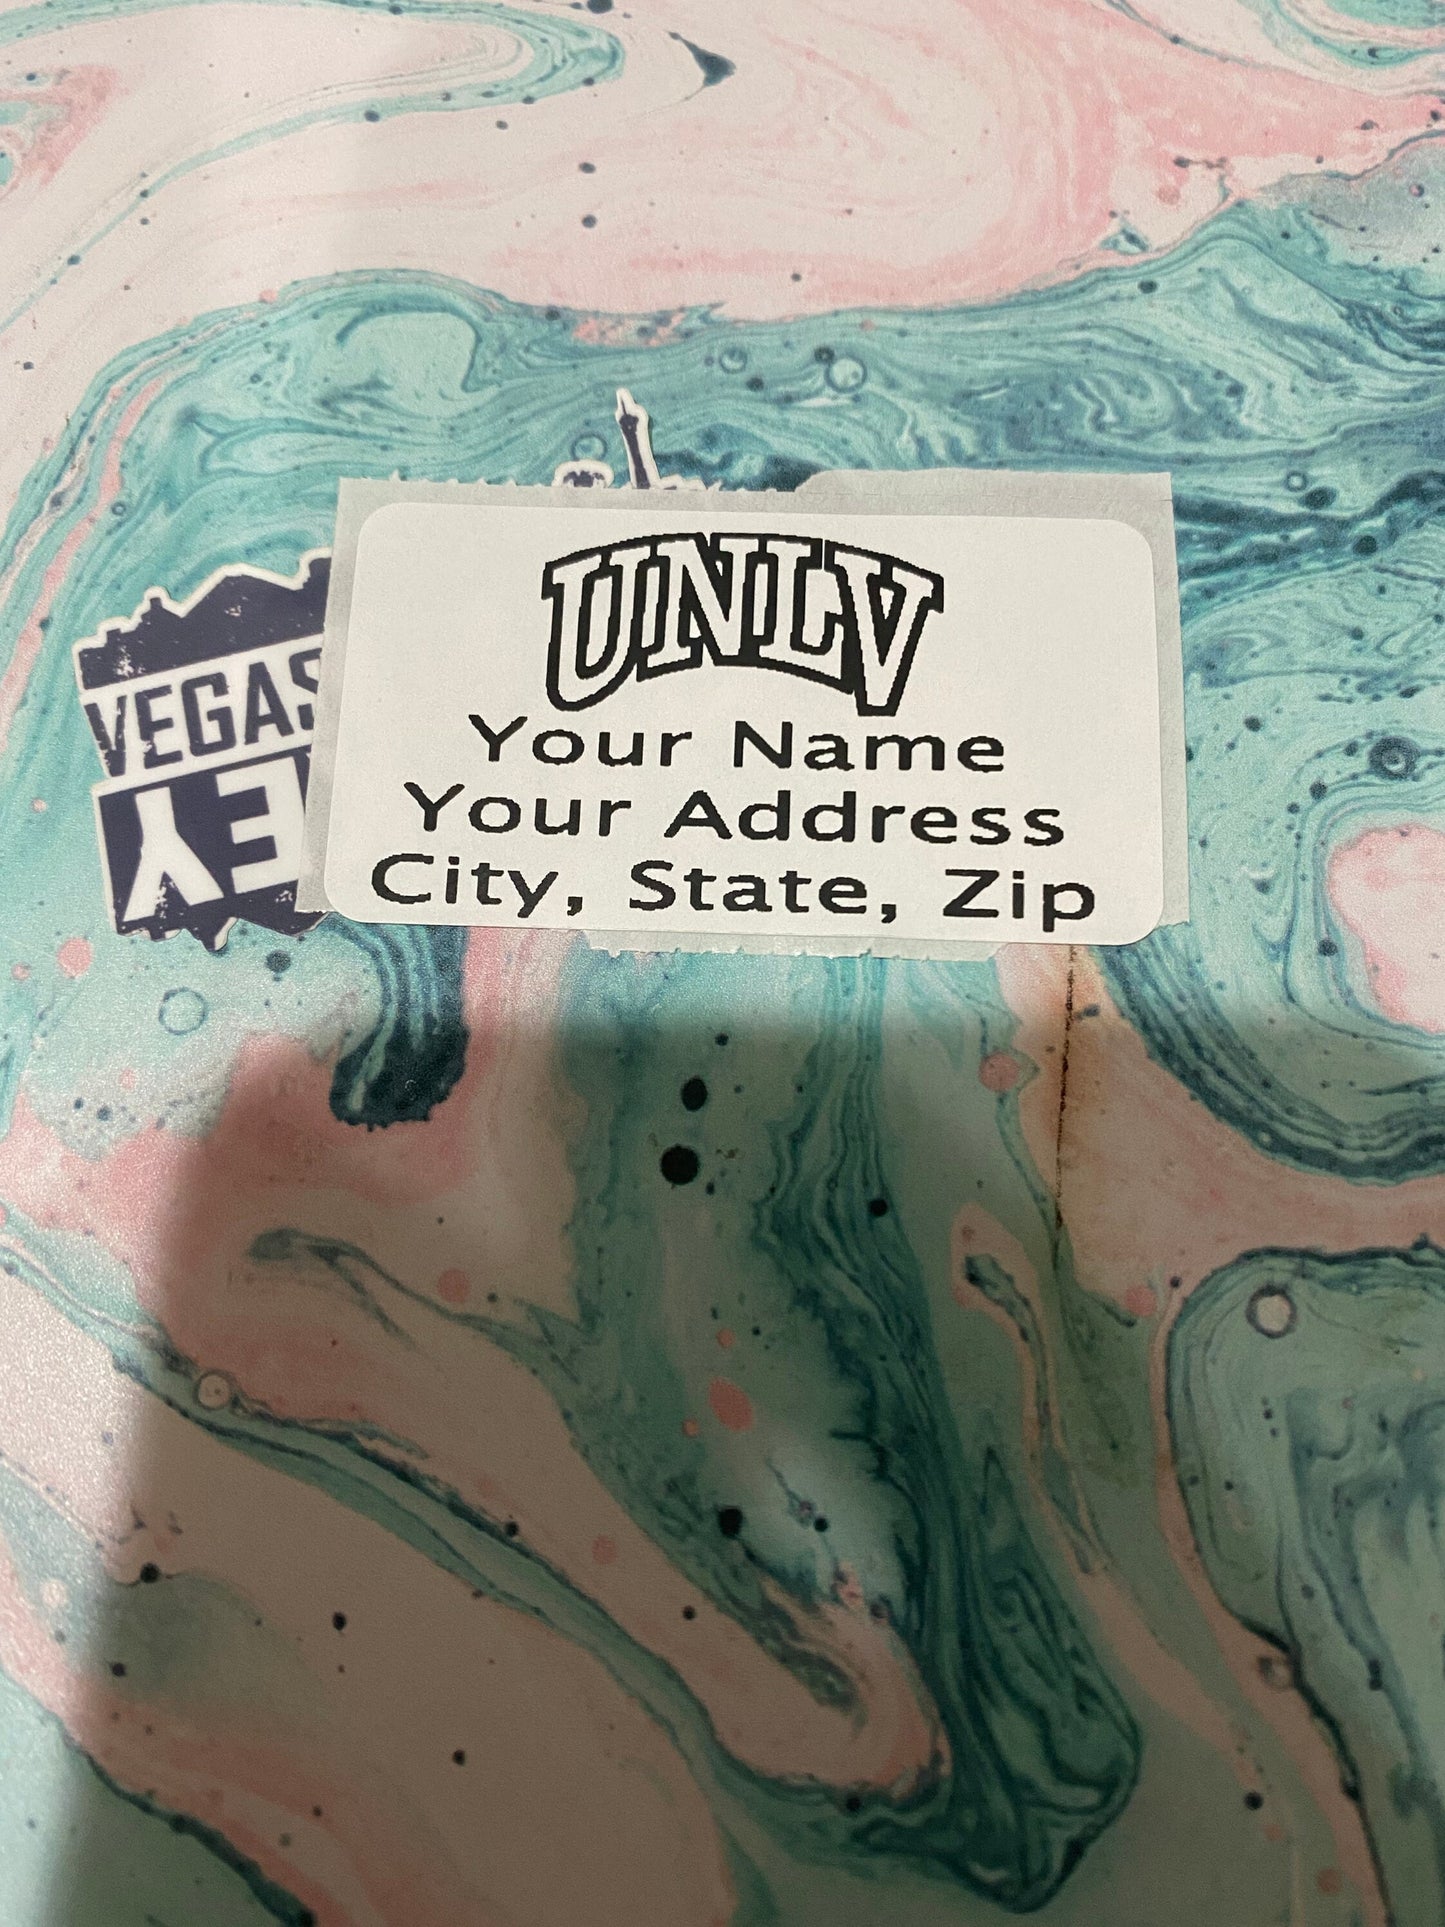 UNLV
Your Name
Your Address
City, State, Zip
VEGAS